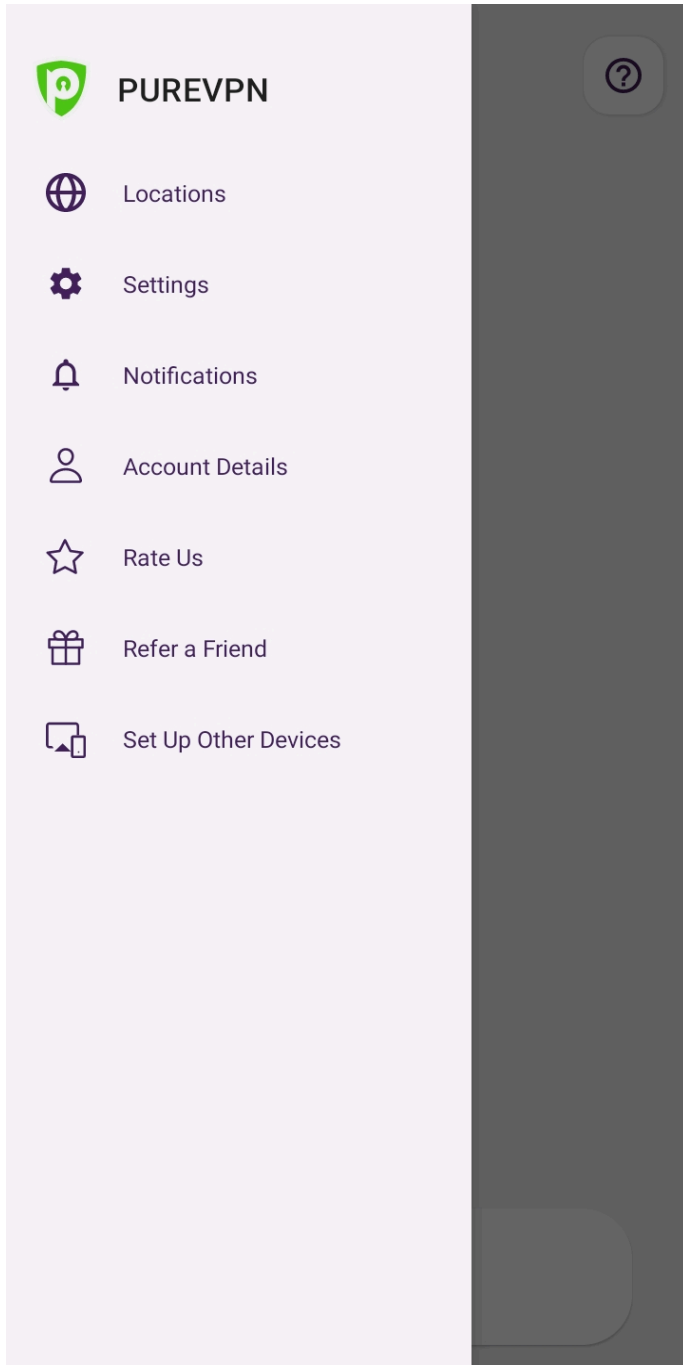 PUREVPN
Locations
Settings
Notifications
Account Details
Rate Us
Refer a Friend
Set Up Other Devices